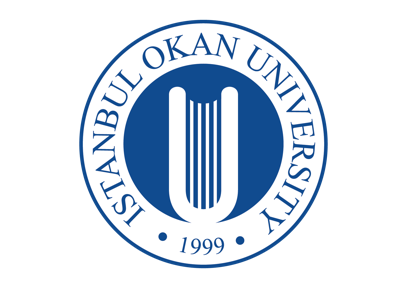 ISTANBUL OKAN UNIVERSITY
• 1999 •